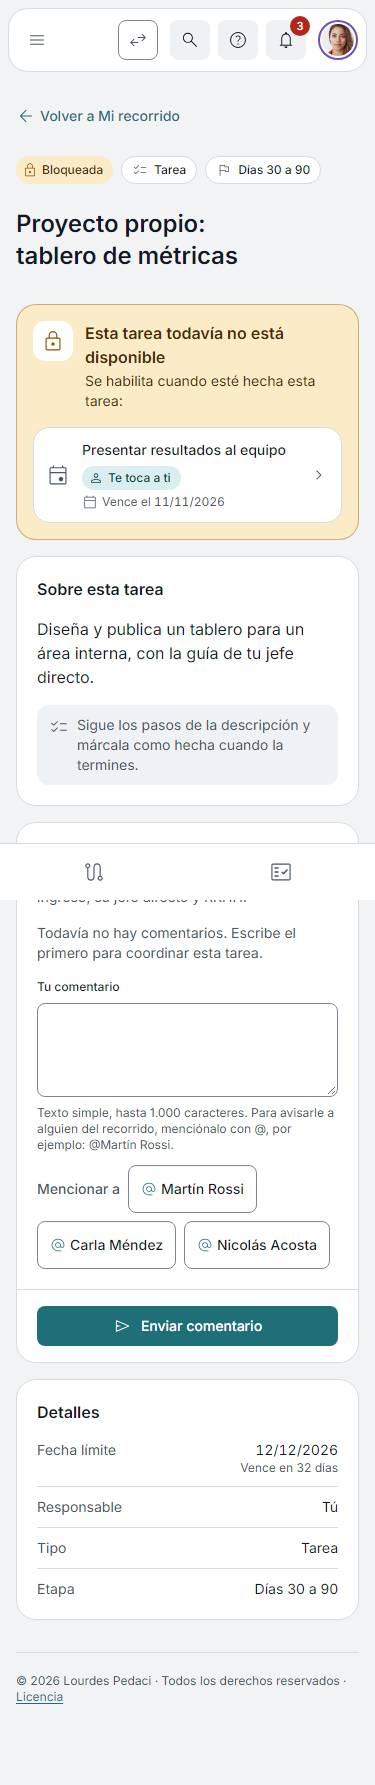 3
Volver a Mi recorrido
Bloqueada
Tarea
Días 30 a 90
Proyecto propio:
tablero de métricas
Esta tarea todavía no está
disponible
Se habilita cuando esté hecha esta
tarea:
Presentar resultados al equipo
Te toca a ti
Vence el 11/11/2026
Sobre esta tarea
Diseña y publica un tablero para un
área interna, con la guía de tu jefe
directo.
Sigue los pasos de la descripción y
márcala como hecha cuando la
termines.
Todavía no hay comentarios. Escribe el
primero para coordinar esta tarea.
Tu comentario
Texto simple, hasta 1.000 caracteres. Para avisarle a
alguien del recorrido, menciónalo con @, por
ejemplo: @Martín Rossi.
Mencionar a
@ Martín Rossi
@ Carla Méndez
@ Nicolás Acosta
Enviar comentario
Detalles
Fecha límite
12/12/2026
Vence en 32 días
Responsable
Tú
Tipo
Tarea
Etapa
Días 30 a 90
© 2026 Lourdes Pedaci · Todos los derechos reservados ·
Licencia